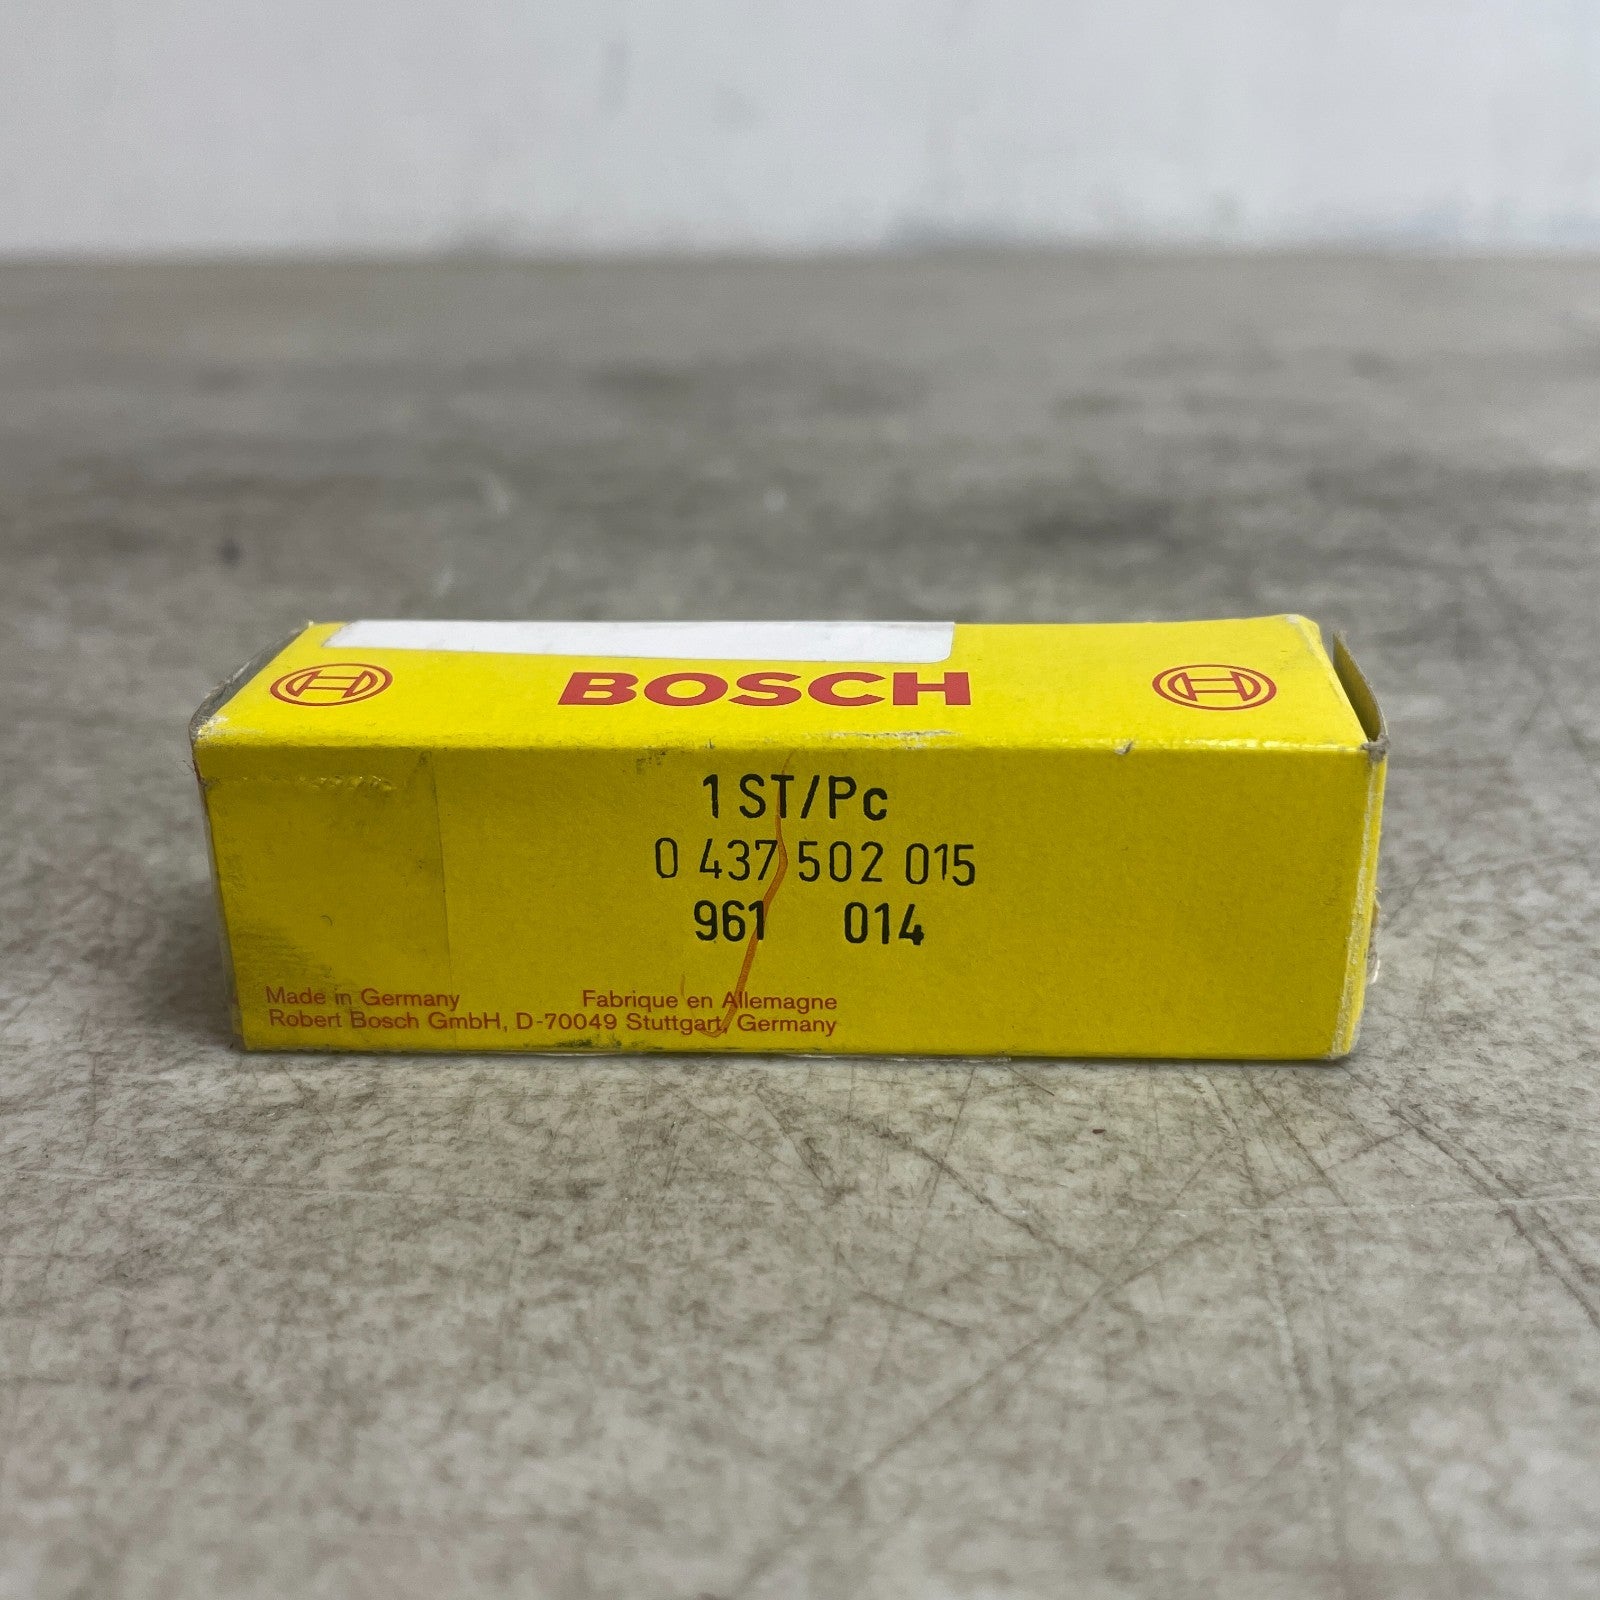 BOSCH
1 ST/Pc
0 437 502 015
961 014
Made in Germany Fabrique en Allemagne
Robert Bosch GmbH, D-70049 Stuttgart, Germany